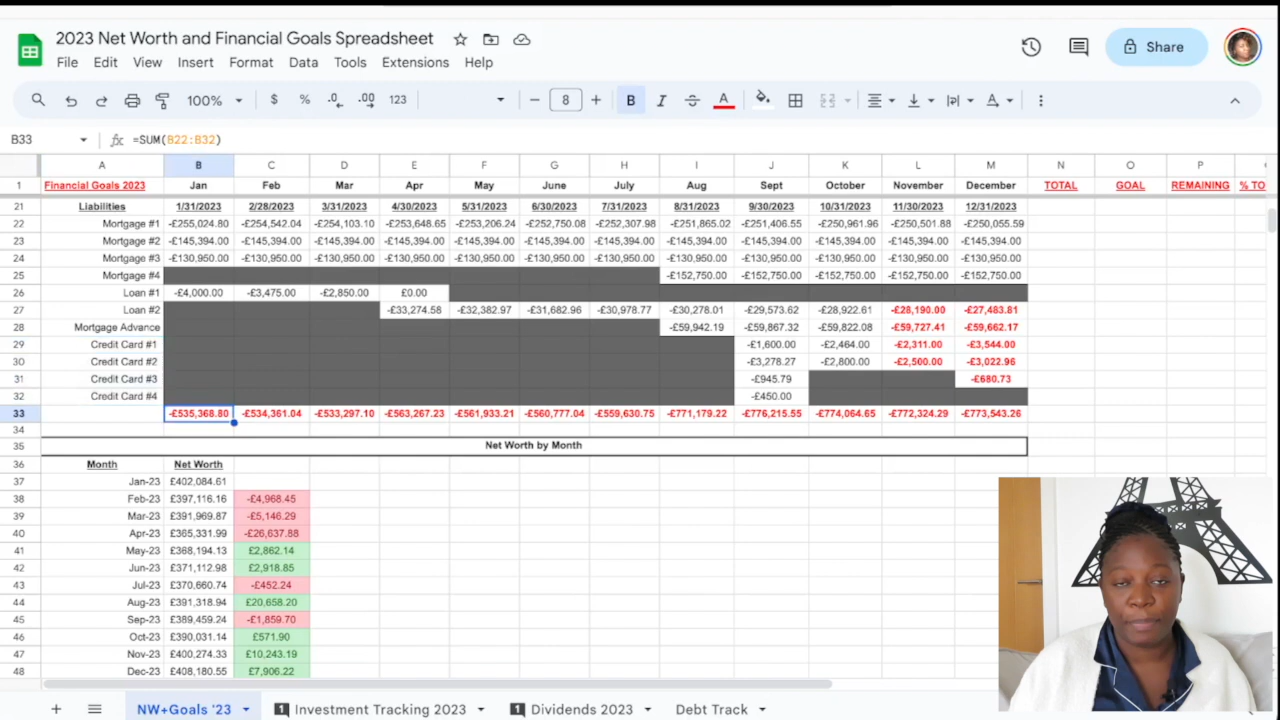 2023 Net Worth and Financial Goals Spreadsheet
File Edit View Insert Format Data Tools Extensions Help
Share
100% $ % .0 .00 123 8 B I S A
B33 fx =SUM(B22:B32)
A B C D E F G H I J K L M N O P
1 Financial Goals 2023 Jan Feb Mar Apr May June July Aug Sept October November December TOTAL GOAL REMAINING % TO
21 Liabilities 1/31/2023 2/28/2023 3/31/2023 4/30/2023 5/31/2023 6/30/2023 7/31/2023 8/31/2023 9/30/2023 10/31/2023 11/30/2023 12/31/2023
22 Mortgage #1 -£255,024.80 -£254,542.04 -£254,103.10 -£253,648.65 -£253,206.24 -£252,750.08 -£252,307.98 -£251,865.02 -£251,406.55 -£250,961.96 -£250,501.88 -£250,055.59
23 Mortgage #2 -£145,394.00 -£145,394.00 -£145,394.00 -£145,394.00 -£145,394.00 -£145,394.00 -£145,394.00 -£145,394.00 -£145,394.00 -£145,394.00 -£145,394.00 -£145,394.00
24 Mortgage #3 -£130,950.00 -£130,950.00 -£130,950.00 -£130,950.00 -£130,950.00 -£130,950.00 -£130,950.00 -£130,950.00 -£130,950.00 -£130,950.00 -£130,950.00 -£130,950.00
25 Mortgage #4 -£152,750.00 -£152,750.00 -£152,750.00 -£152,750.00 -£152,750.00
26 Loan #1 -£4,000.00 -£3,475.00 -£2,850.00 £0.00
27 Loan #2 -£33,274.58 -£32,382.97 -£31,682.96 -£30,978.77 -£30,278.01 -£29,573.62 -£28,922.61 -£28,190.00 -£27,483.81
28 Mortgage Advance -£59,942.19 -£59,867.32 -£59,822.08 -£59,727.41 -£59,662.17
29 Credit Card #1 -£1,600.00 -£2,464.00 -£2,311.00 -£3,544.00
30 Credit Card #2 -£3,278.27 -£2,800.00 -£2,500.00 -£3,022.96
31 Credit Card #3 -£945.79 -£680.73
32 Credit Card #4 -£450.00
33 -£535,368.80 -£534,361.04 -£533,297.10 -£563,267.23 -£561,933.21 -£560,777.04 -£559,630.75 -£771,179.22 -£776,215.55 -£774,064.65 -£772,324.29 -£773,543.26
34
35 Net Worth by Month
36 Month Net Worth
37 Jan-23 £402,084.61
38 Feb-23 £397,116.16 -£4,968.45
39 Mar-23 £391,969.87 -£5,146.29
40 Apr-23 £365,331.99 -£26,637.88
41 May-23 £368,194.13 £2,862.14
42 Jun-23 £371,112.98 £2,918.85
43 Jul-23 £370,660.74 -£452.24
44 Aug-23 £391,318.94 £20,658.20
45 Sep-23 £389,459.24 -£1,859.70
46 Oct-23 £390,031.14 £571.90
47 Nov-23 £400,274.33 £10,243.19
48 Dec-23 £408,180.55 £7,906.22
NW+Goals '23 1 Investment Tracking 2023 1 Dividends 2023 Debt Track